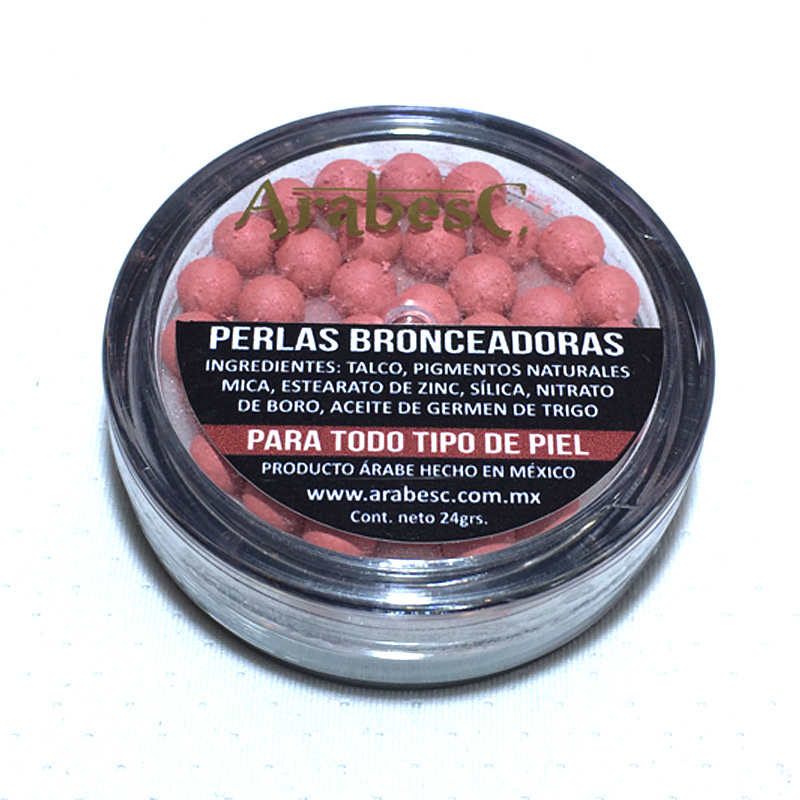 ArabesC
PERLAS BRONCEADORAS
INGREDIENTES: TALCO, PIGMENTOS NATURALES
MICA, ESTEARATO DE ZINC, SÍLICA, NITRATO
DE BORO, ACEITE DE GERMEN DE TRIGO
PARA TODO TIPO DE PIEL
PRODUCTO ÁRABE HECHO EN MÉXICO
www.arabesc.com.mx
Cont. neto 24grs.